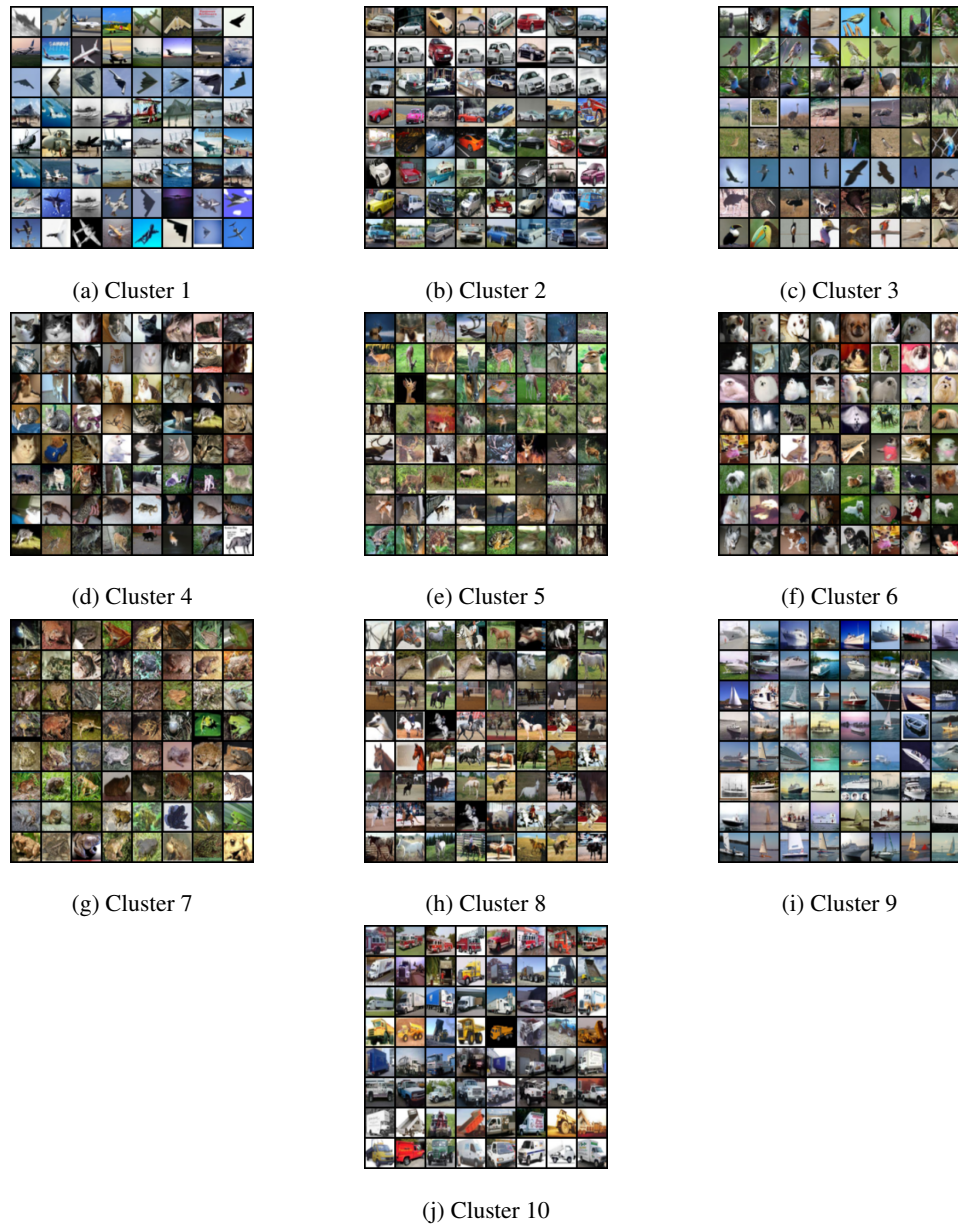 (a) Cluster 1
(b) Cluster 2
(c) Cluster 3
(d) Cluster 4
(e) Cluster 5
(f) Cluster 6
(g) Cluster 7
(h) Cluster 8
(i) Cluster 9
(j) Cluster 10